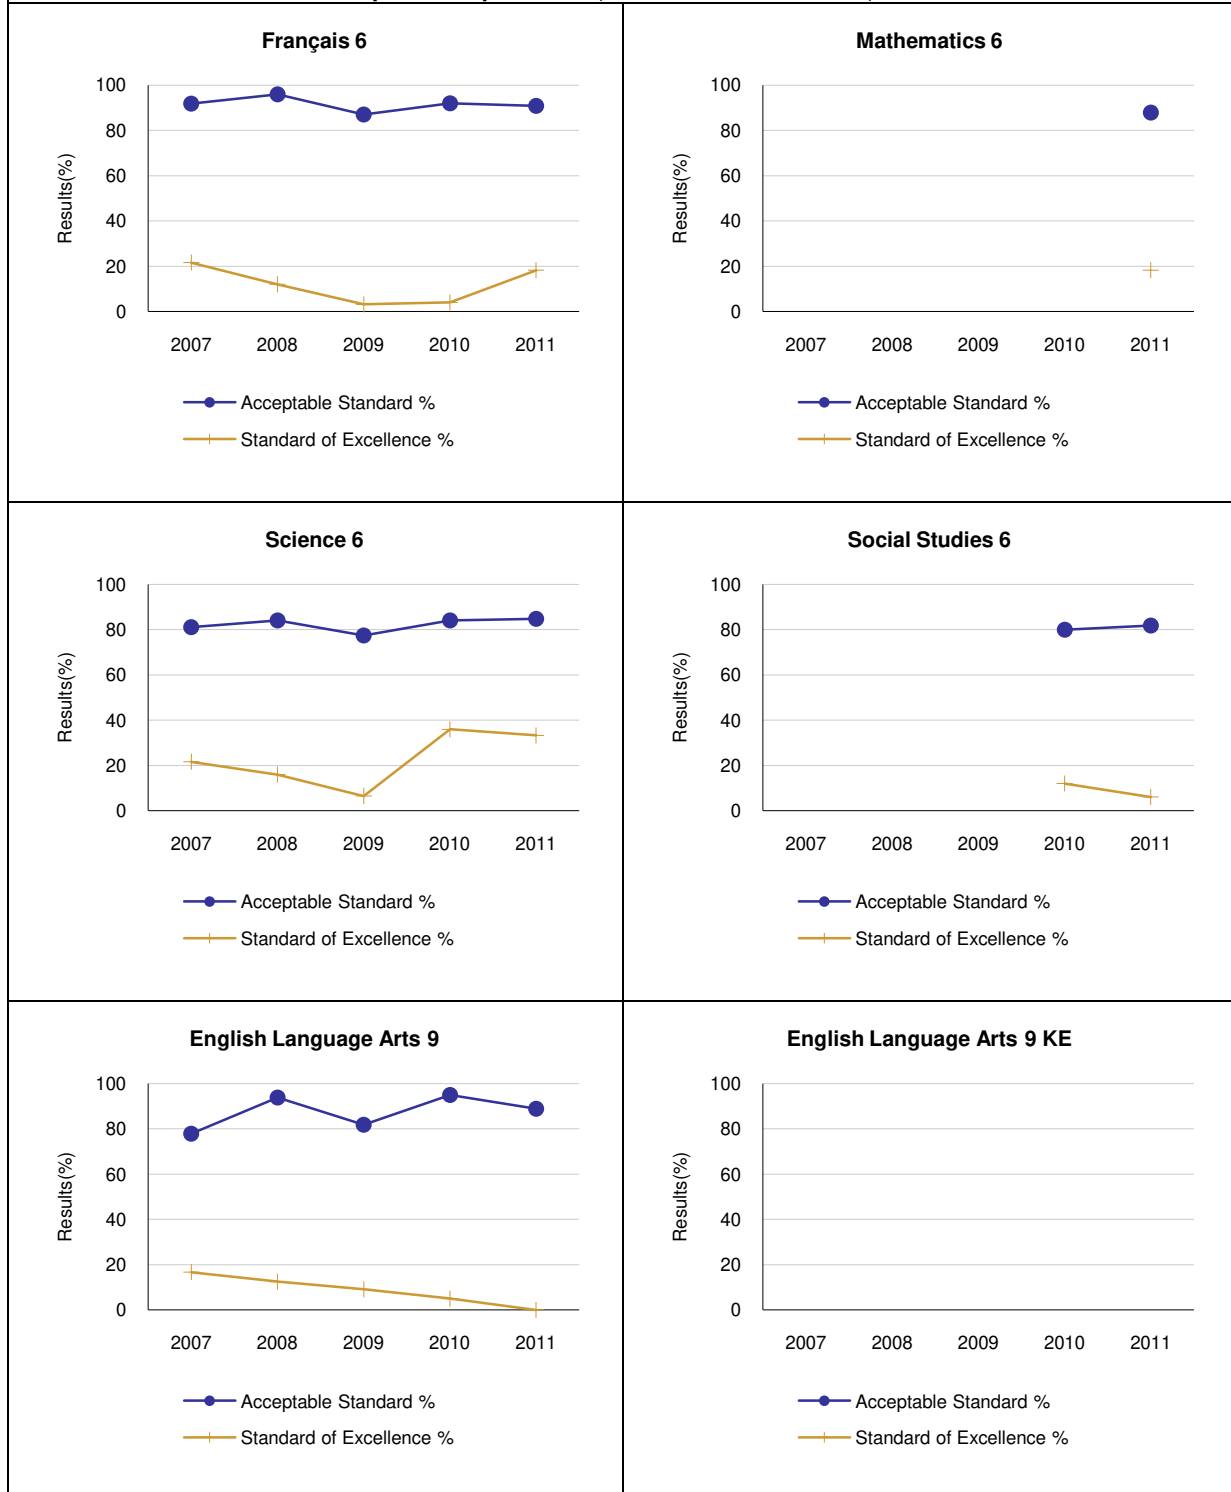 Français 6
100
80
60
40
20
0
Results(%)
2007 2008 2009 2010 2011
Acceptable Standard %
Standard of Excellence %
Mathematics 6
100
80
60
40
20
0
Results(%)
2007 2008 2009 2010 2011
Acceptable Standard %
Standard of Excellence %
Science 6
100
80
60
40
20
0
Results(%)
2007 2008 2009 2010 2011
Acceptable Standard %
Standard of Excellence %
Social Studies 6
100
80
60
40
20
0
Results(%)
2007 2008 2009 2010 2011
Acceptable Standard %
Standard of Excellence %
English Language Arts 9
100
80
60
40
20
0
Results(%)
2007 2008 2009 2010 2011
Acceptable Standard %
Standard of Excellence %
English Language Arts 9 KE
100
80
60
40
20
0
Results(%)
2007 2008 2009 2010 2011
Acceptable Standard %
Standard of Excellence %